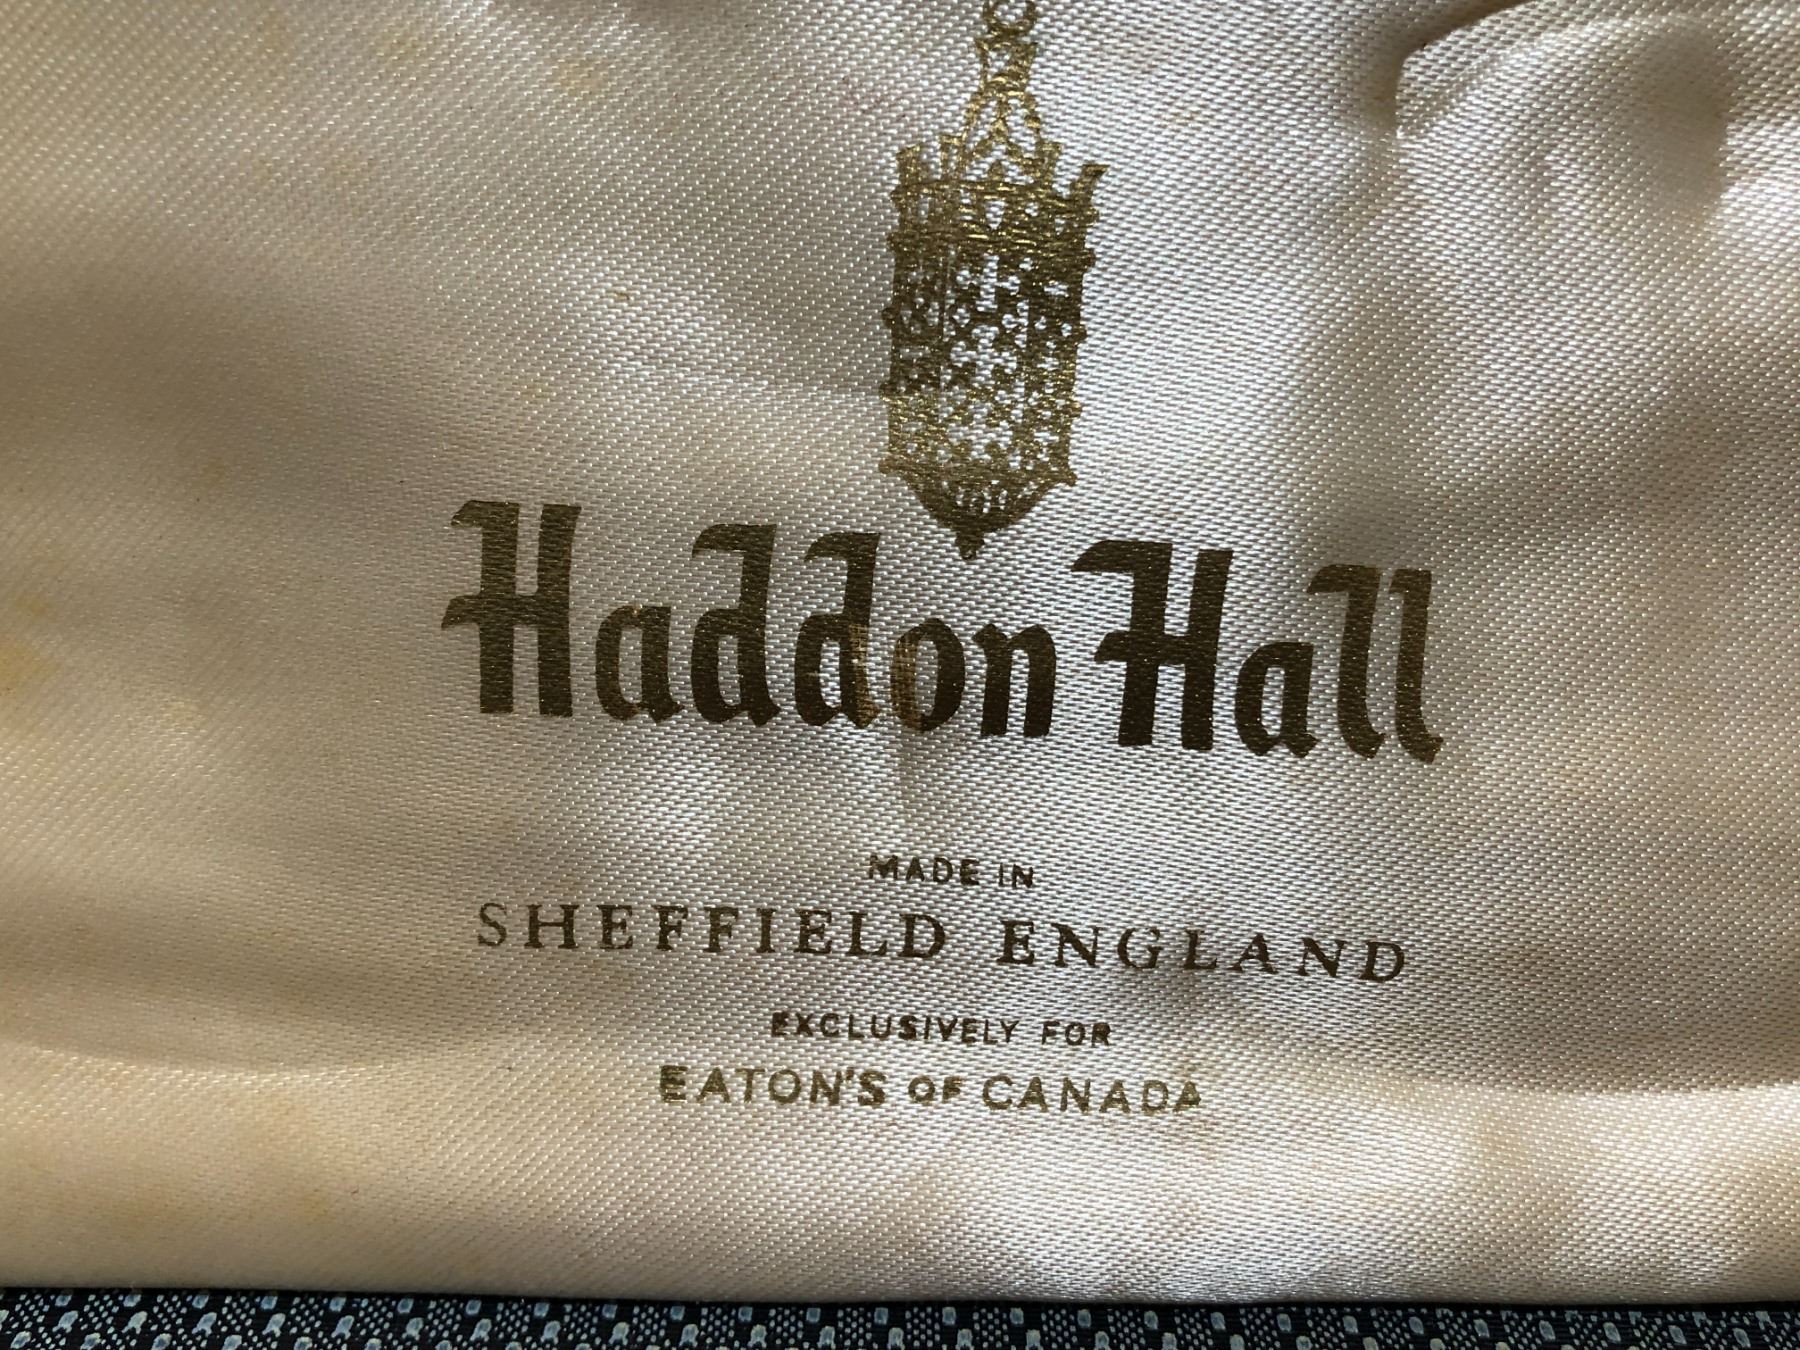 Haddon Hall
MADE IN
SHEFFIELD ENGLAND
EXCLUSIVELY FOR
EATON'S OF CANADA